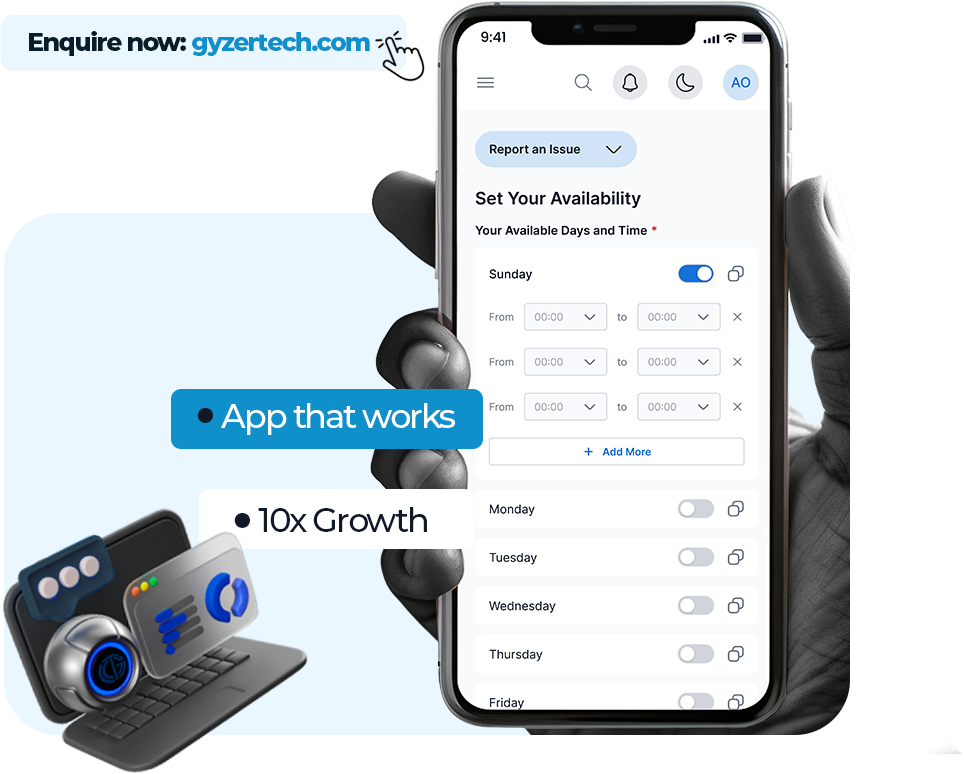 Enquire now: gyzertech.com
9:41
AO
Report an Issue
Set Your Availability
Your Available Days and Time *
Sunday
From 00:00 to 00:00
From 00:00 to 00:00
From 00:00 to 00:00
+ Add More
• App that works
• 10x Growth
Monday
Tuesday
Wednesday
Thursday
Friday